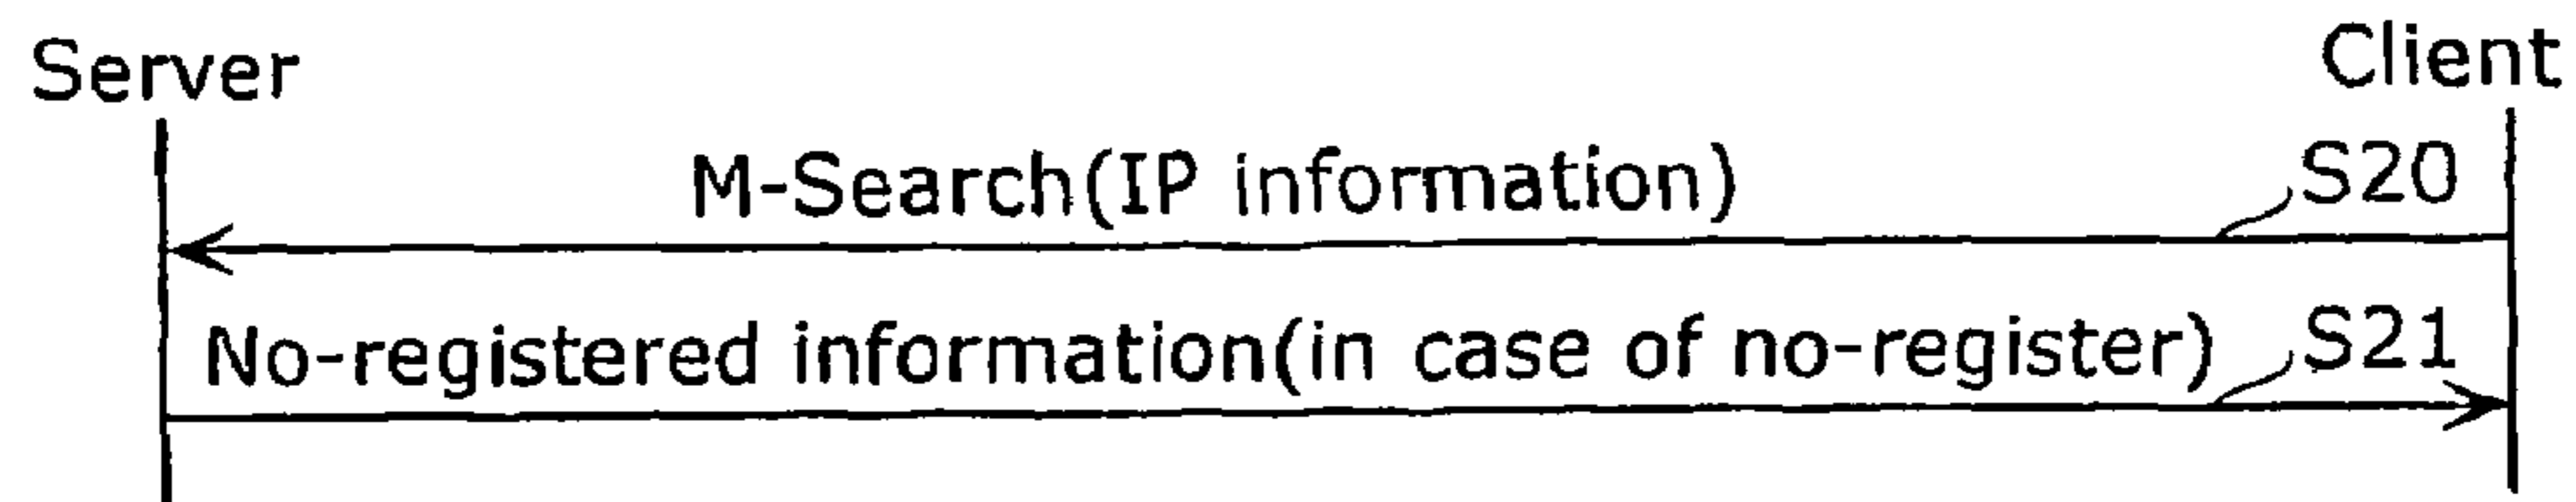 Server
Client
M-Search(IP information)
S20
No-registered information(in case of no-register)
S21